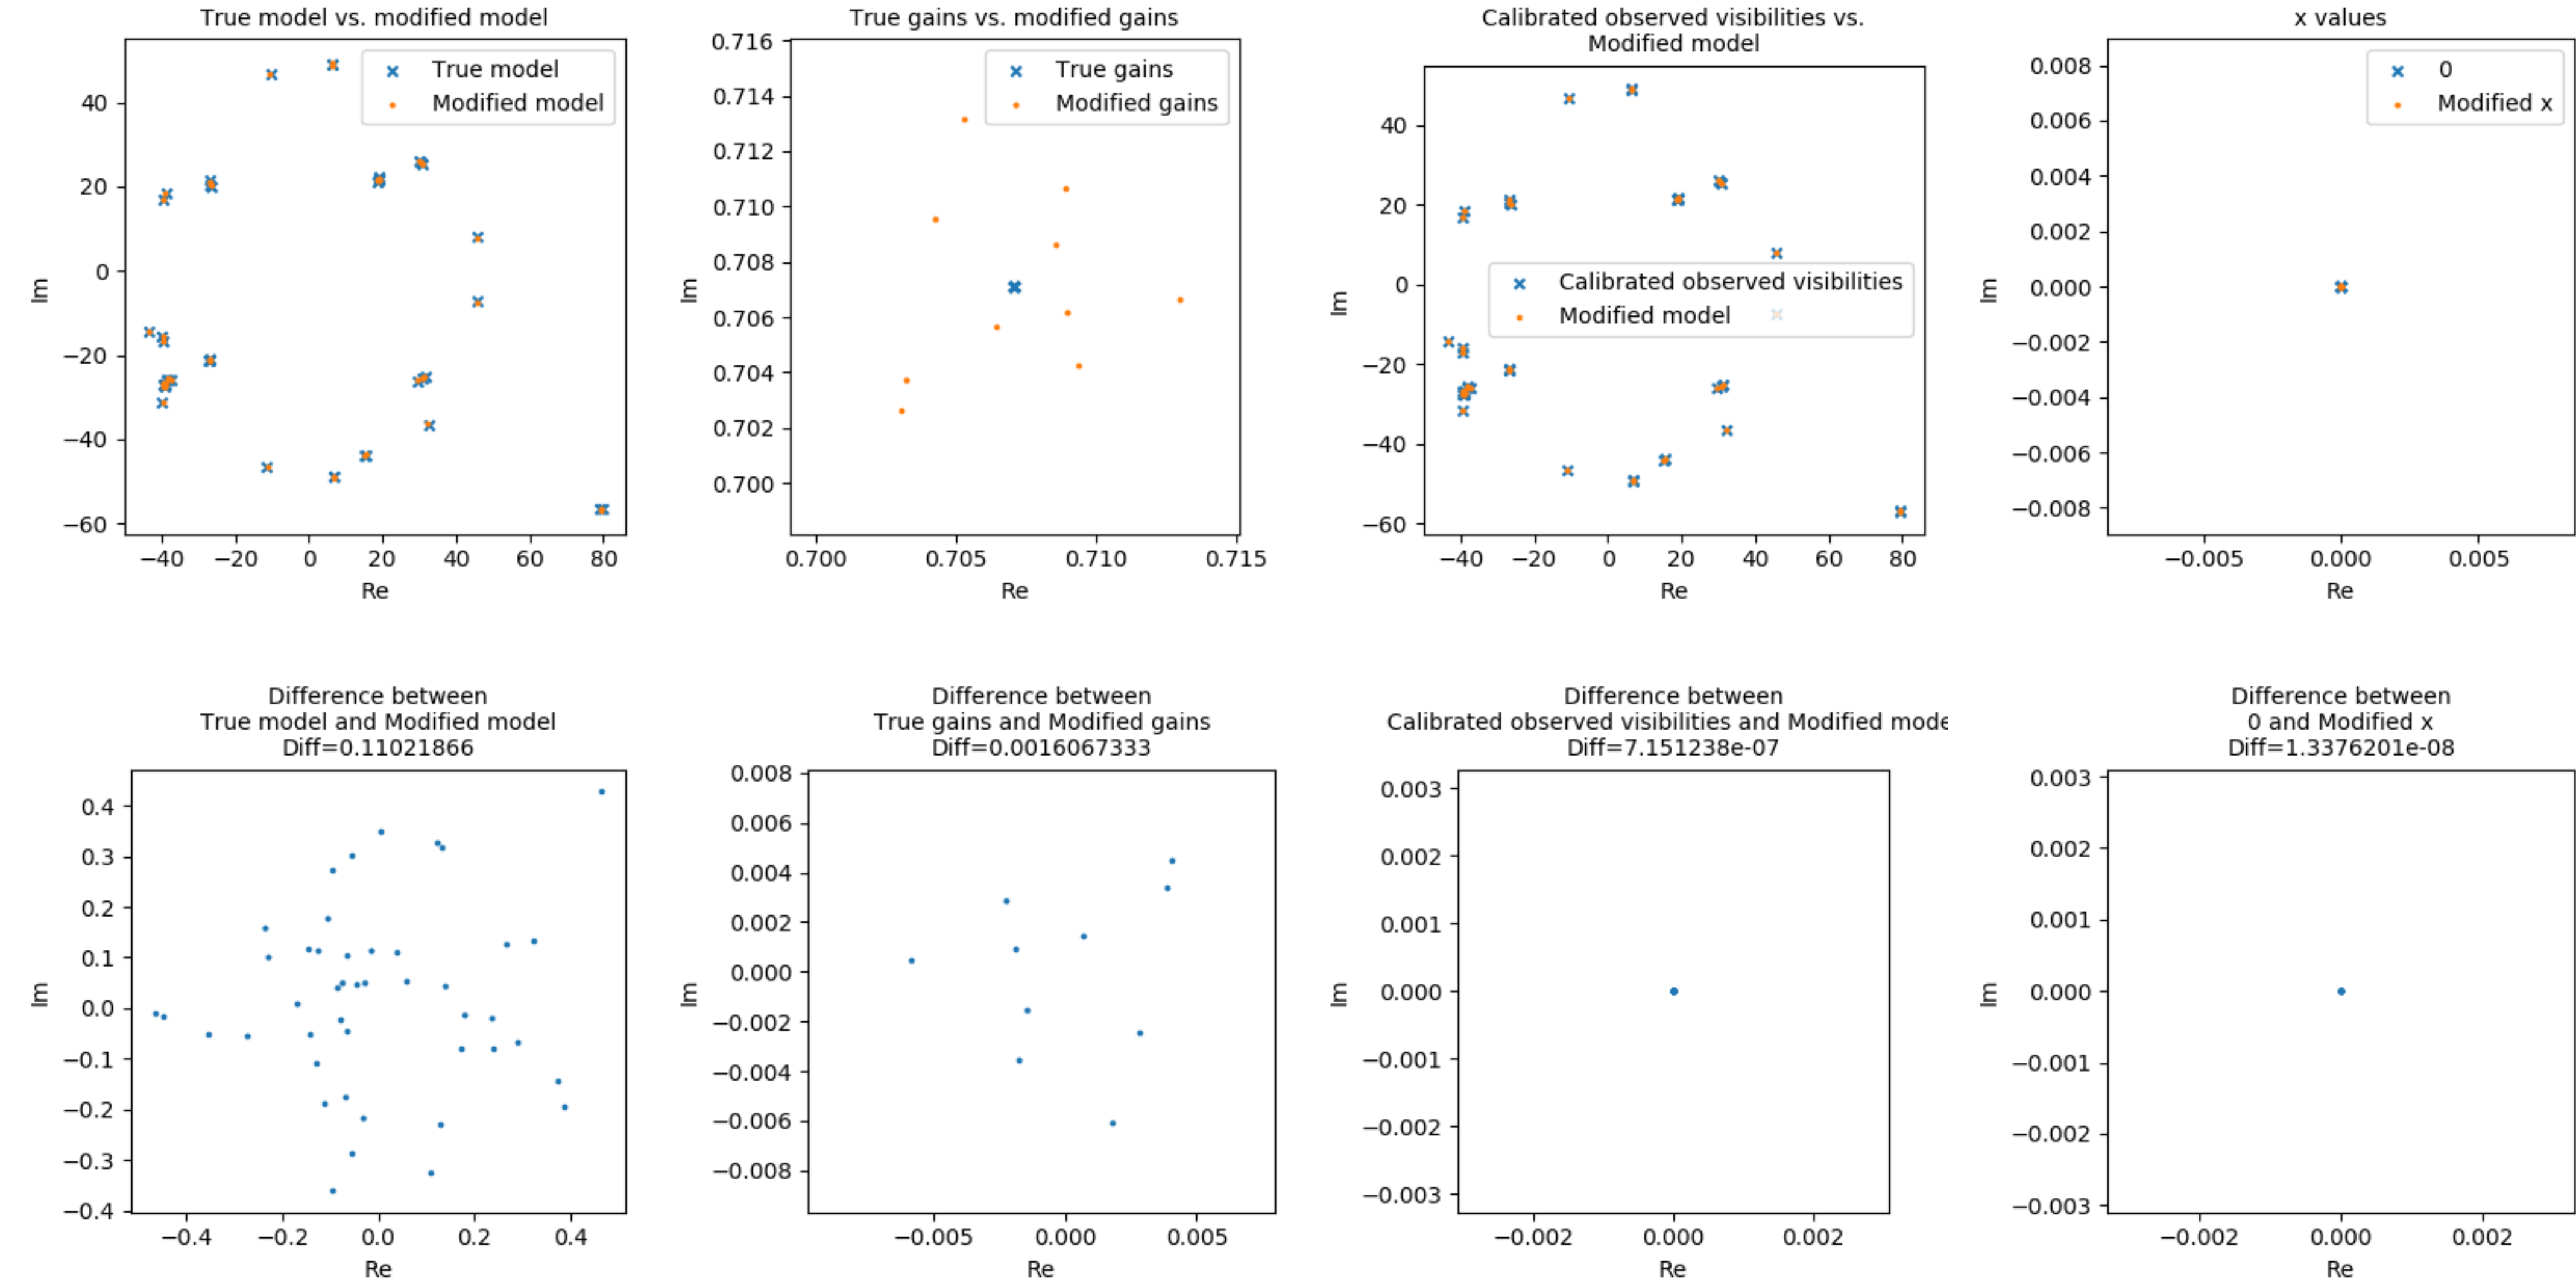 True model vs. modified model
True model
Modified model
40
20
0
−20
−40
−60
Im
−40 −20 0 20 40 60 80
Re
True gains vs. modified gains
True gains
Modified gains
0.716
0.714
0.712
0.710
0.708
0.706
0.704
0.702
0.700
Im
0.700 0.705 0.710 0.715
Re
Calibrated observed visibilities vs.
Modified model
40
20
0
−20
−40
−60
Im
Calibrated observed visibilities
Modified model
−40 −20 0 20 40 60 80
Re
x values
0
Modified x
0.008
0.006
0.004
0.002
0.000
−0.002
−0.004
−0.006
−0.008
Im
−0.005 0.000 0.005
Re
Difference between
True model and Modified model
Diff=0.11021866
0.4
0.3
0.2
0.1
0.0
−0.1
−0.2
−0.3
−0.4
Im
−0.4 −0.2 0.0 0.2 0.4
Re
Difference between
True gains and Modified gains
Diff=0.0016067333
0.008
0.006
0.004
0.002
0.000
−0.002
−0.004
−0.006
−0.008
Im
−0.005 0.000 0.005
Re
Difference between
Calibrated observed visibilities and Modified mode
Diff=7.151238e-07
0.003
0.002
0.001
0.000
−0.001
−0.002
−0.003
Im
−0.002 0.000 0.002
Re
Difference between
0 and Modified x
Diff=1.3376201e-08
0.003
0.002
0.001
0.000
−0.001
−0.002
−0.003
Im
−0.002 0.000 0.002
Re